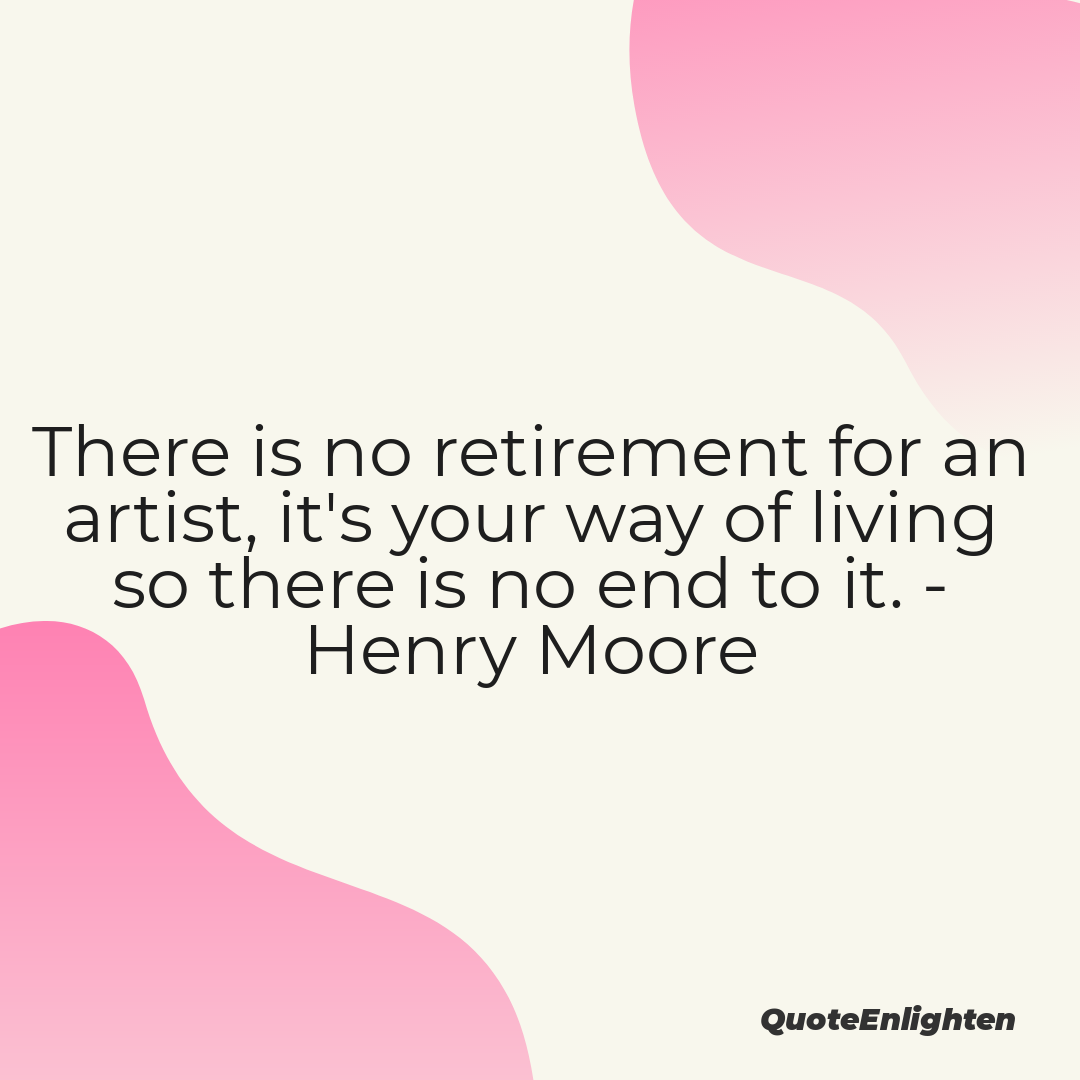 There is no retirement for an
artist, it's your way of living
so there is no end to it. -
Henry Moore
QuoteEnlighten